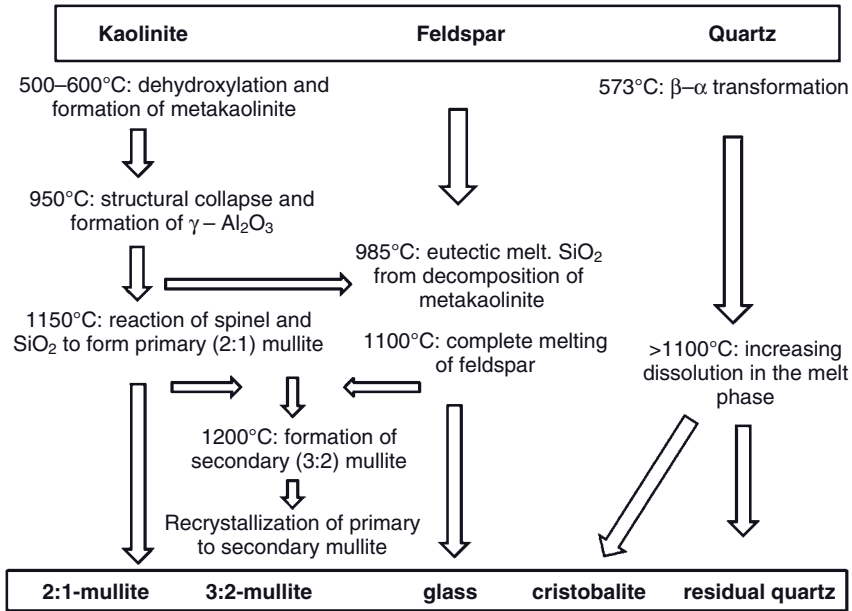 Kaolinite Feldspar Quartz
500–600°C: dehydroxylation and
formation of metakaolinite
573°C: β–α transformation
950°C: structural collapse and
formation of γ – Al₂O₃
985°C: eutectic melt. SiO₂
from decomposition of
metakaolinite
1150°C: reaction of spinel and
SiO₂ to form primary (2:1) mullite
1100°C: complete melting
of feldspar
>1100°C: increasing
dissolution in the melt
phase
1200°C: formation of
secondary (3:2) mullite
Recrystallization of primary
to secondary mullite
2:1-mullite 3:2-mullite glass cristobalite residual quartz